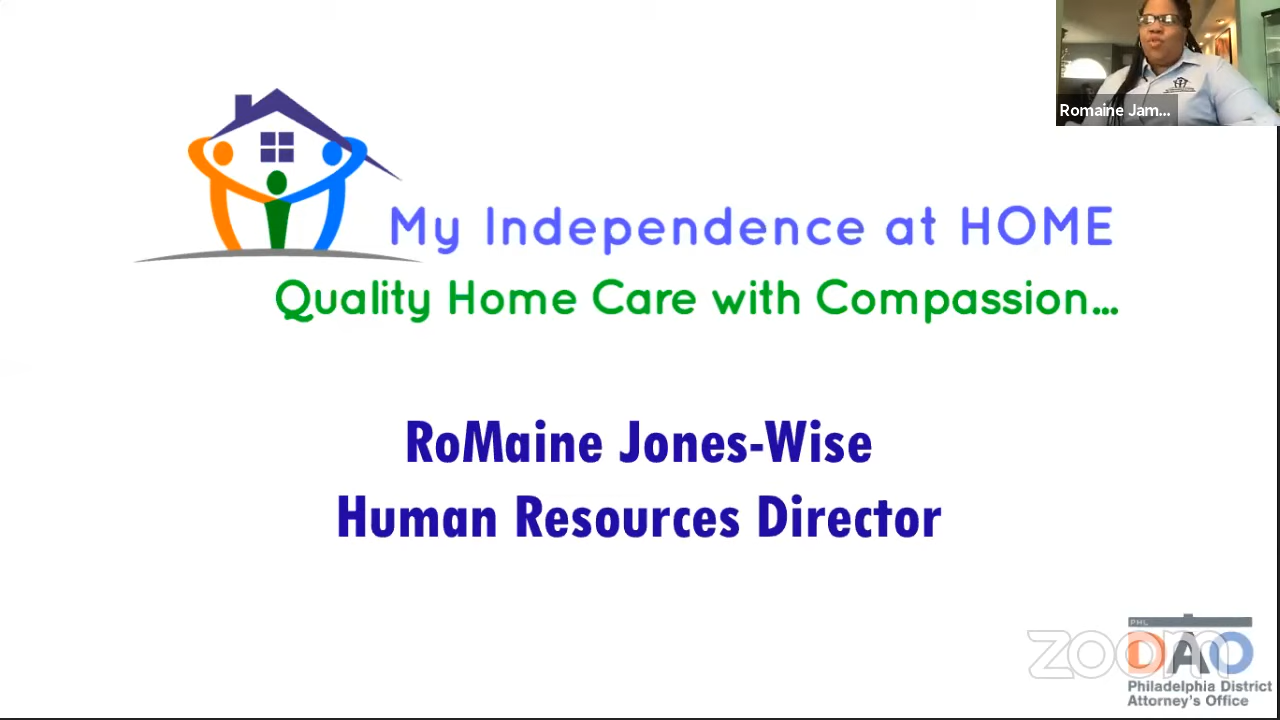 Romaine Jam...
My Independence at HOME
Quality Home Care with Compassion...
RoMaine Jones-Wise
Human Resources Director
zoom
PHL
DAO
Philadelphia District
Attorney's Office